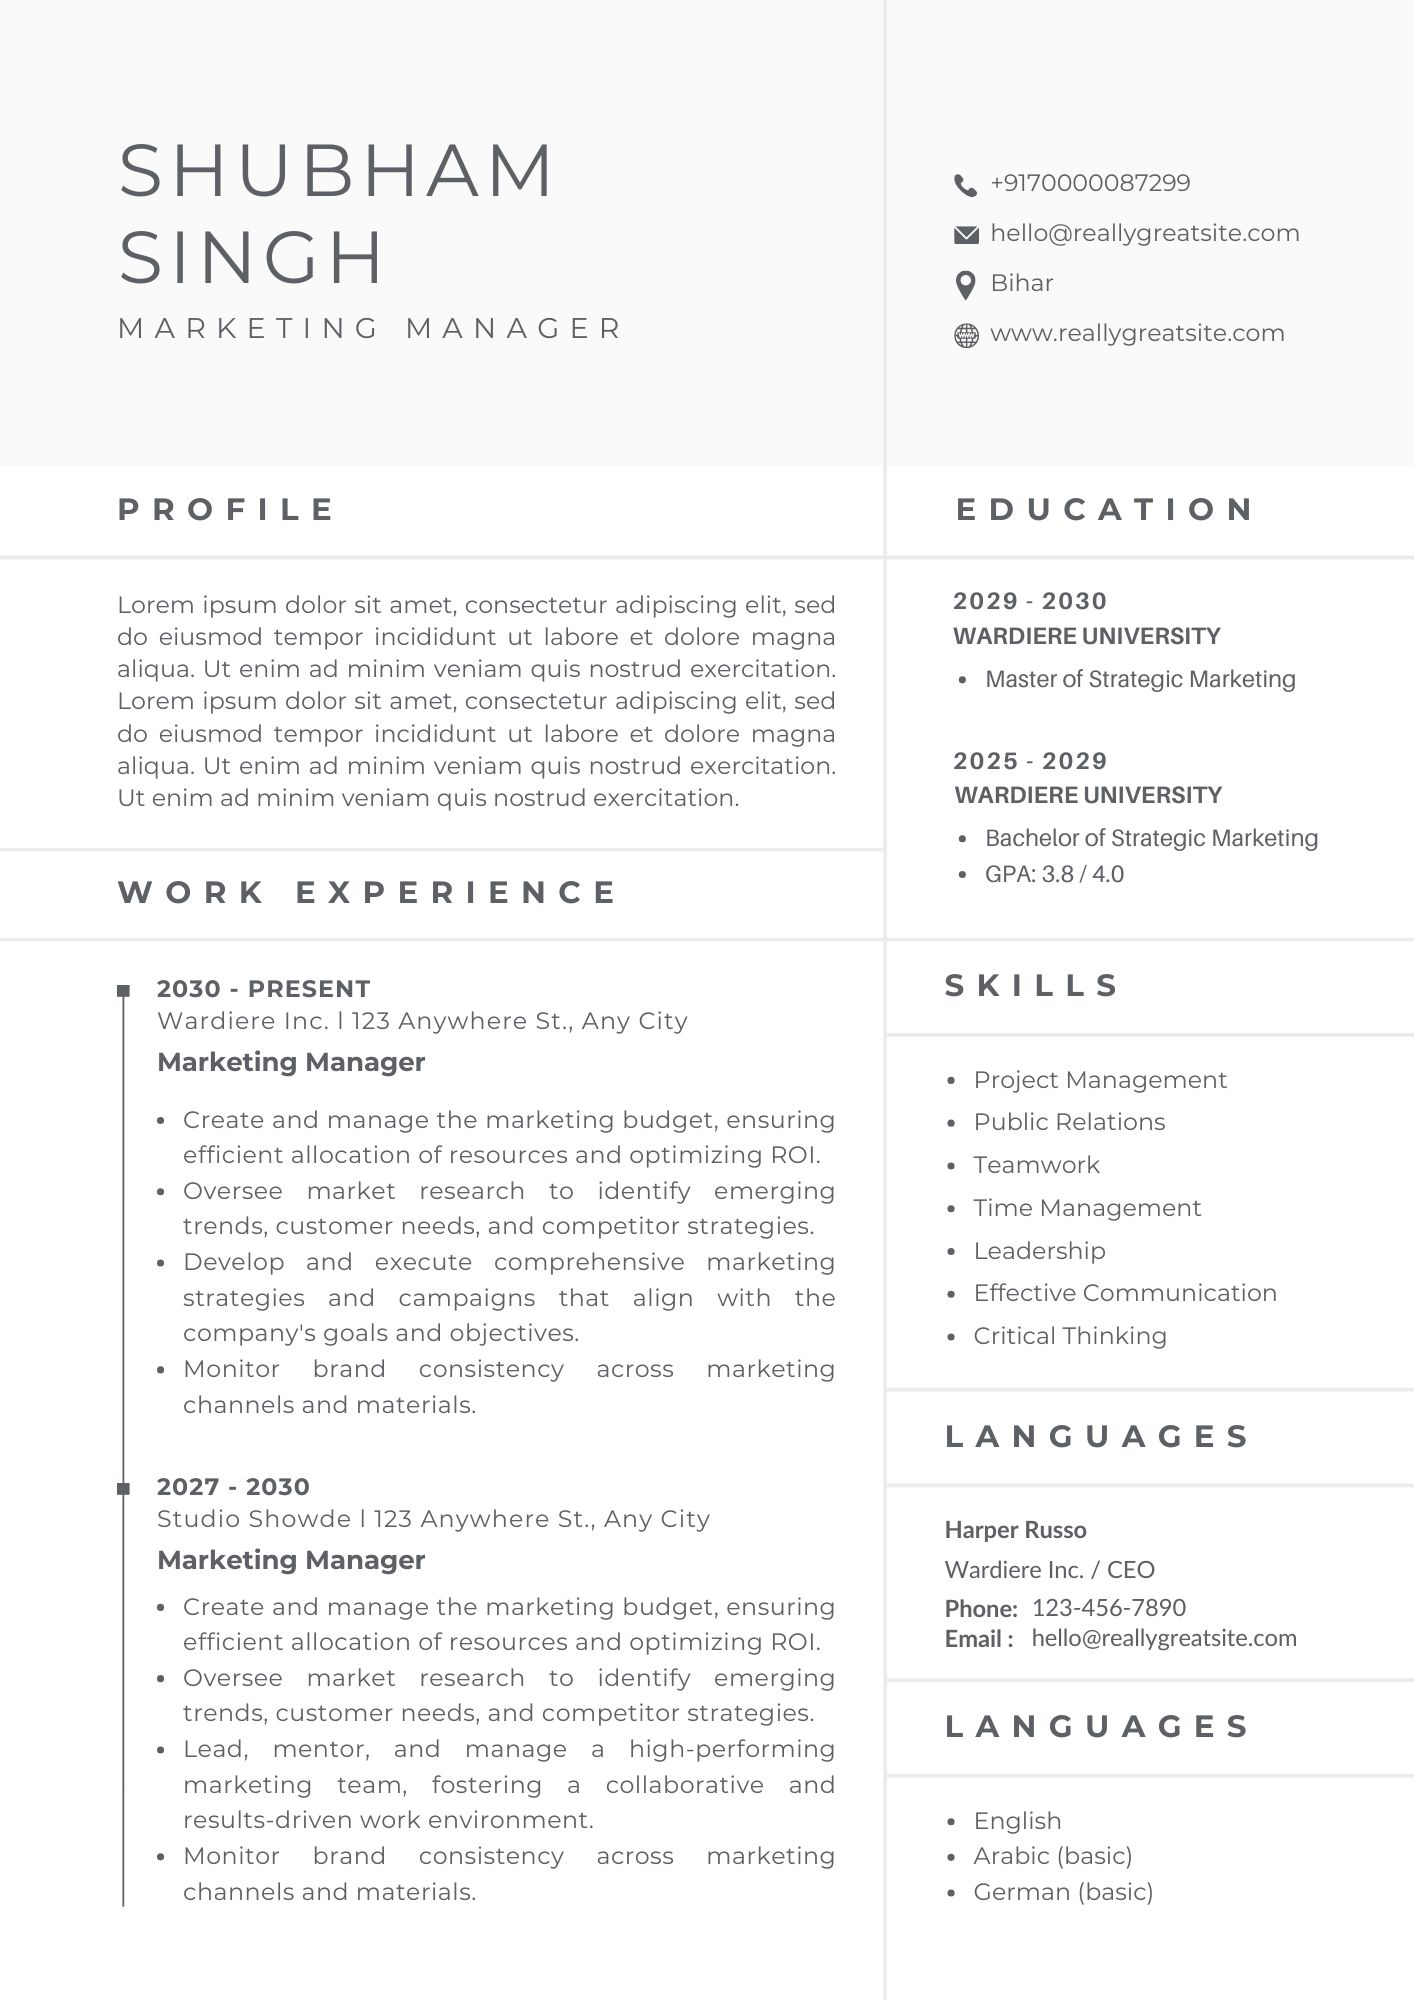 SHUBHAM
SINGH
MARKETING MANAGER
+9170000087299
hello@reallygreatsite.com
Bihar
www.reallygreatsite.com
PROFILE
Lorem ipsum dolor sit amet, consectetur adipiscing elit, sed
do eiusmod tempor incididunt ut labore et dolore magna
aliqua. Ut enim ad minim veniam quis nostrud exercitation.
Lorem ipsum dolor sit amet, consectetur adipiscing elit, sed
do eiusmod tempor incididunt ut labore et dolore magna
aliqua. Ut enim ad minim veniam quis nostrud exercitation.
Ut enim ad minim veniam quis nostrud exercitation.
WORK EXPERIENCE
2030 - PRESENT
Wardiere Inc. l 123 Anywhere St., Any City
Marketing Manager
• Create and manage the marketing budget, ensuring
efficient allocation of resources and optimizing ROI.
• Oversee market research to identify emerging
trends, customer needs, and competitor strategies.
• Develop and execute comprehensive marketing
strategies and campaigns that align with the
company's goals and objectives.
• Monitor brand consistency across marketing
channels and materials.
2027 - 2030
Studio Showde l 123 Anywhere St., Any City
Marketing Manager
• Create and manage the marketing budget, ensuring
efficient allocation of resources and optimizing ROI.
• Oversee market research to identify emerging
trends, customer needs, and competitor strategies.
• Lead, mentor, and manage a high-performing
marketing team, fostering a collaborative and
results-driven work environment.
• Monitor brand consistency across marketing
channels and materials.
EDUCATION
2029 - 2030
WARDIERE UNIVERSITY
• Master of Strategic Marketing
2025 - 2029
WARDIERE UNIVERSITY
• Bachelor of Strategic Marketing
• GPA: 3.8 / 4.0
SKILLS
• Project Management
• Public Relations
• Teamwork
• Time Management
• Leadership
• Effective Communication
• Critical Thinking
LANGUAGES
Harper Russo
Wardiere Inc. / CEO
Phone: 123-456-7890
Email : hello@reallygreatsite.com
LANGUAGES
• English
• Arabic (basic)
• German (basic)